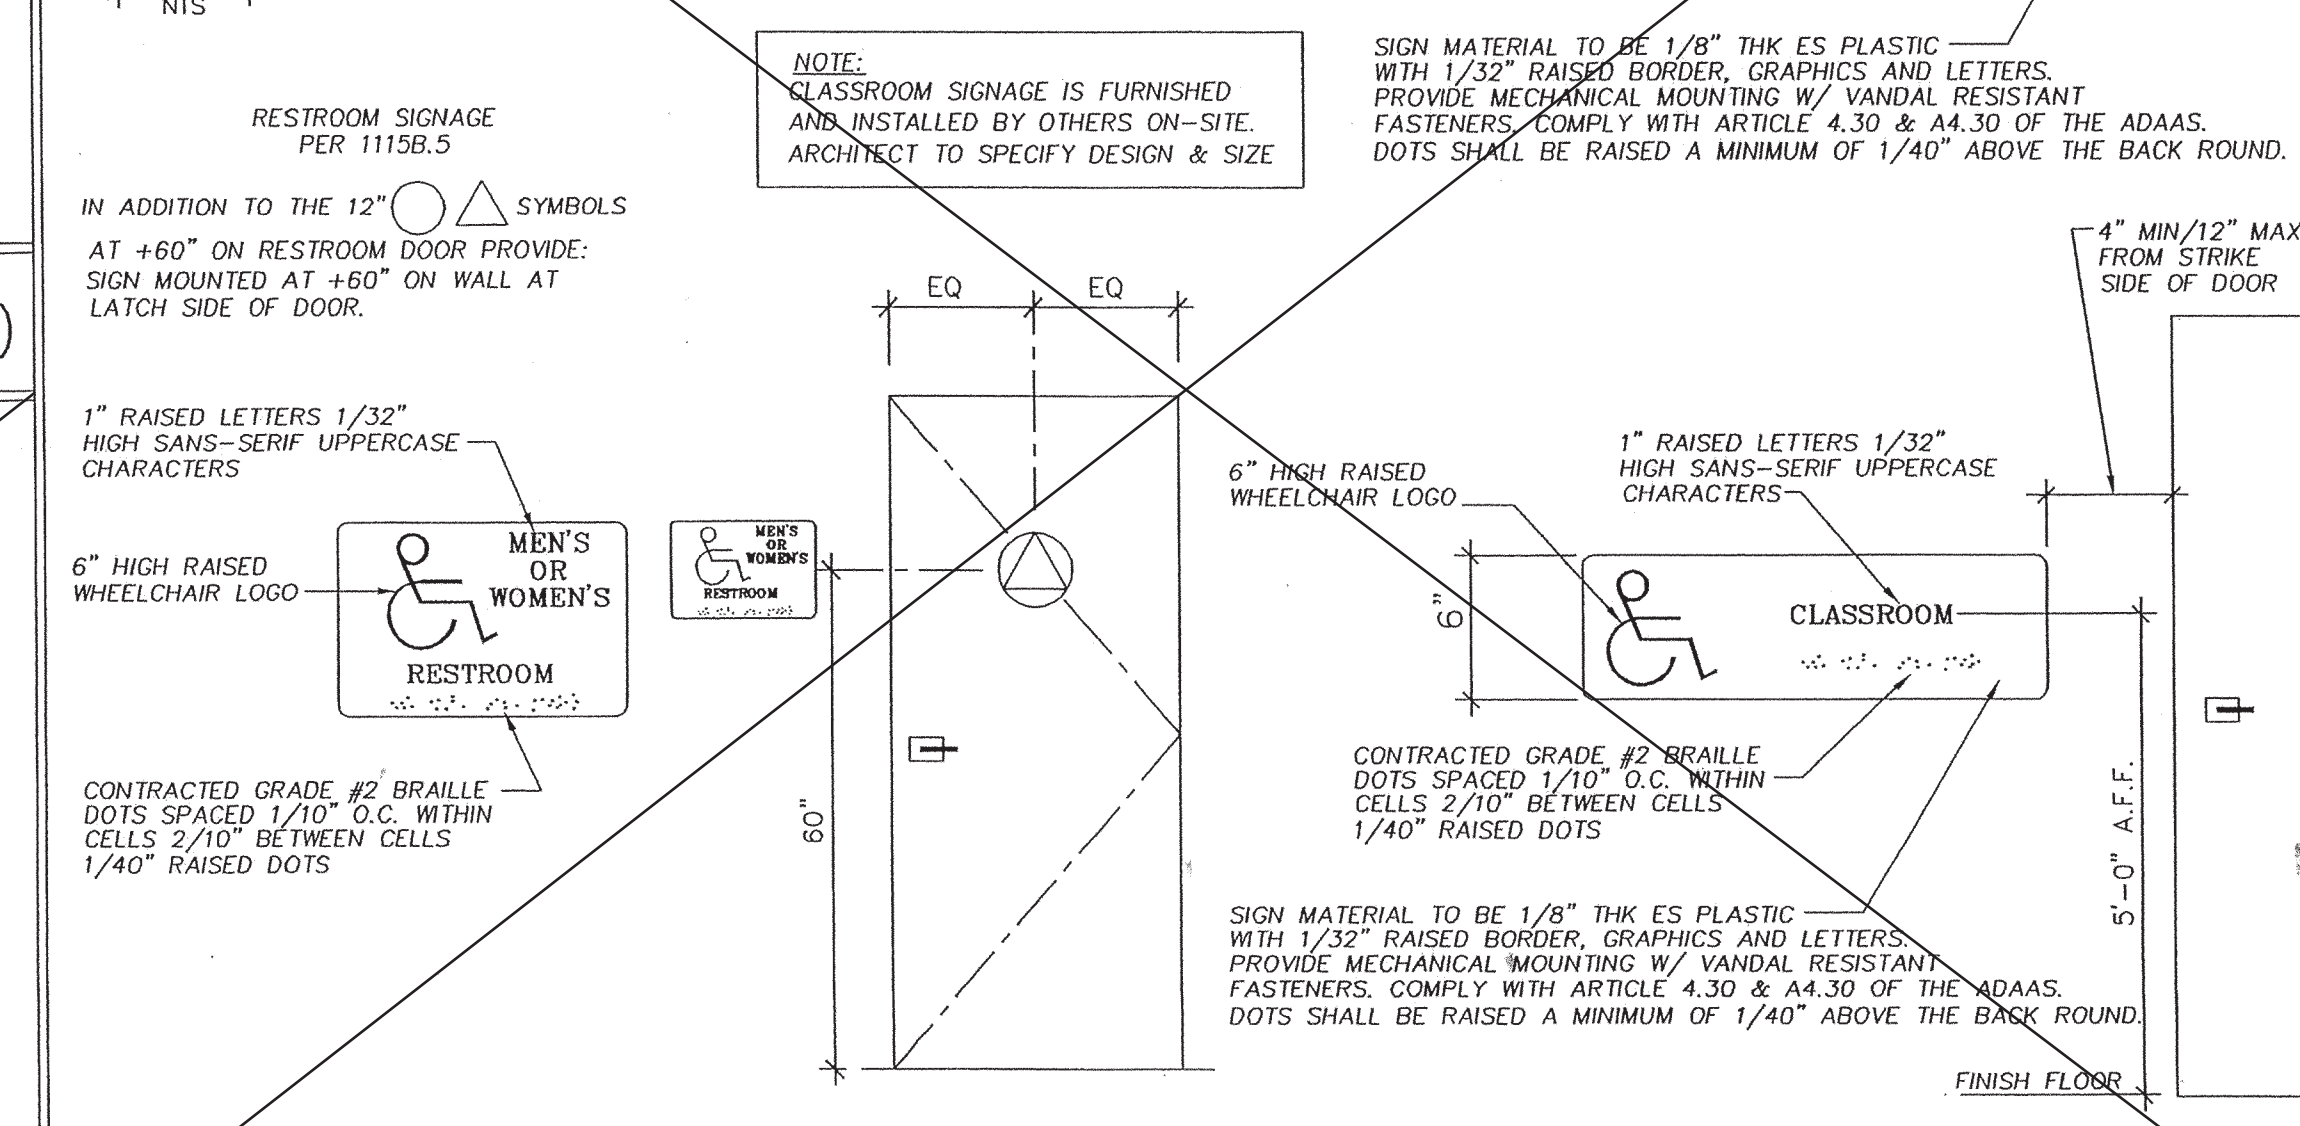 NTS
RESTROOM SIGNAGE
PER 1115B.5
IN ADDITION TO THE 12" SYMBOLS
AT +60" ON RESTROOM DOOR PROVIDE:
SIGN MOUNTED AT +60" ON WALL AT
LATCH SIDE OF DOOR.
NOTE:
CLASSROOM SIGNAGE IS FURNISHED
AND INSTALLED BY OTHERS ON-SITE.
ARCHITECT TO SPECIFY DESIGN & SIZE
SIGN MATERIAL TO BE 1/8" THK ES PLASTIC
WITH 1/32" RAISED BORDER, GRAPHICS AND LETTERS.
PROVIDE MECHANICAL MOUNTING W/ VANDAL RESISTANT
FASTENERS. COMPLY WITH ARTICLE 4.30 & A4.30 OF THE ADAAS.
DOTS SHALL BE RAISED A MINIMUM OF 1/40" ABOVE THE BACK ROUND.
4" MIN/12" MAX
FROM STRIKE
SIDE OF DOOR
EQ EQ
1" RAISED LETTERS 1/32"
HIGH SANS-SERIF UPPERCASE
CHARACTERS
6" HIGH RAISED
WHEELCHAIR LOGO
MEN'S
OR
WOMEN'S
RESTROOM
CONTRACTED GRADE #2 BRAILLE
DOTS SPACED 1/10" O.C. WITHIN
CELLS 2/10" BETWEEN CELLS
1/40" RAISED DOTS
MEN'S
OR
WOMEN'S
RESTROOM
60"
6" HIGH RAISED
WHEELCHAIR LOGO
1" RAISED LETTERS 1/32"
HIGH SANS-SERIF UPPERCASE
CHARACTERS
6"
CLASSROOM
CONTRACTED GRADE #2 BRAILLE
DOTS SPACED 1/10" O.C. WITHIN
CELLS 2/10" BETWEEN CELLS
1/40" RAISED DOTS
5'-0" A.F.F.
SIGN MATERIAL TO BE 1/8" THK ES PLASTIC
WITH 1/32" RAISED BORDER, GRAPHICS AND LETTERS.
PROVIDE MECHANICAL MOUNTING W/ VANDAL RESISTANT
FASTENERS. COMPLY WITH ARTICLE 4.30 & A4.30 OF THE ADAAS.
DOTS SHALL BE RAISED A MINIMUM OF 1/40" ABOVE THE BACK ROUND.
FINISH FLOOR